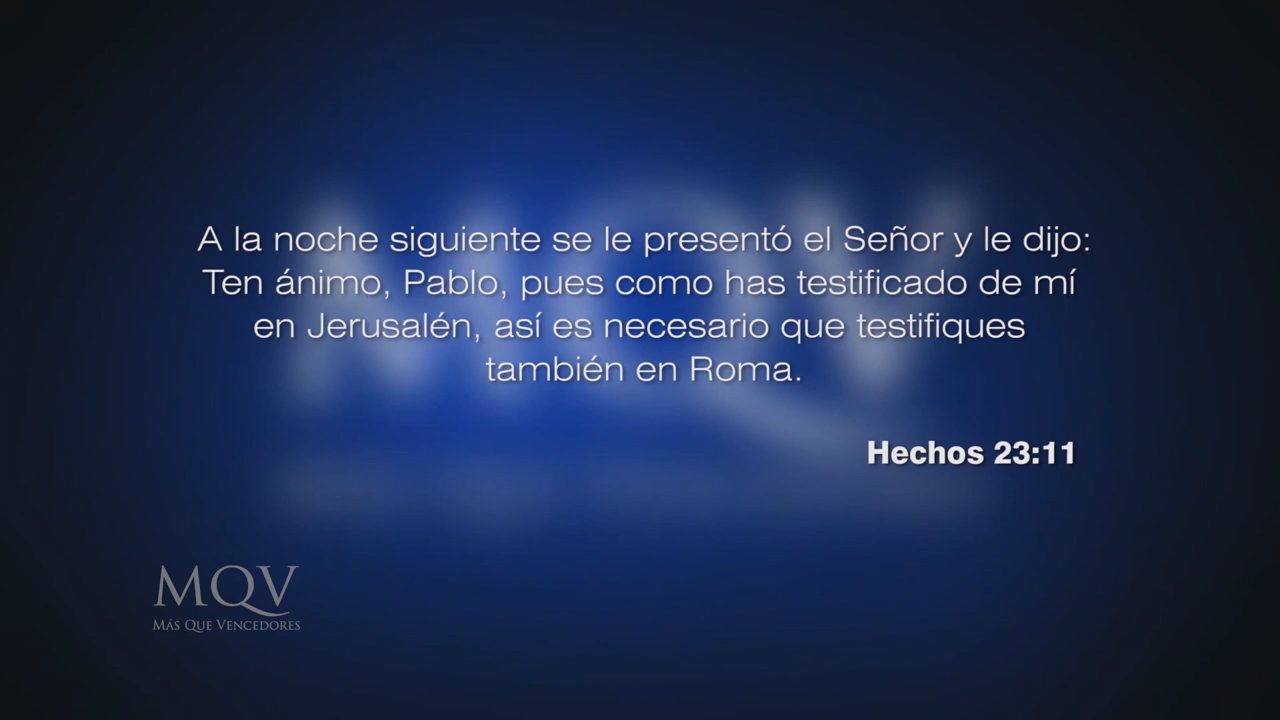 A la noche siguiente se le presentó el Señor y le dijo:
Ten ánimo, Pablo, pues como has testificado de mí
en Jerusalén, así es necesario que testifiques
también en Roma.
Hechos 23:11
MQV
MÁS QUE VENCEDORES